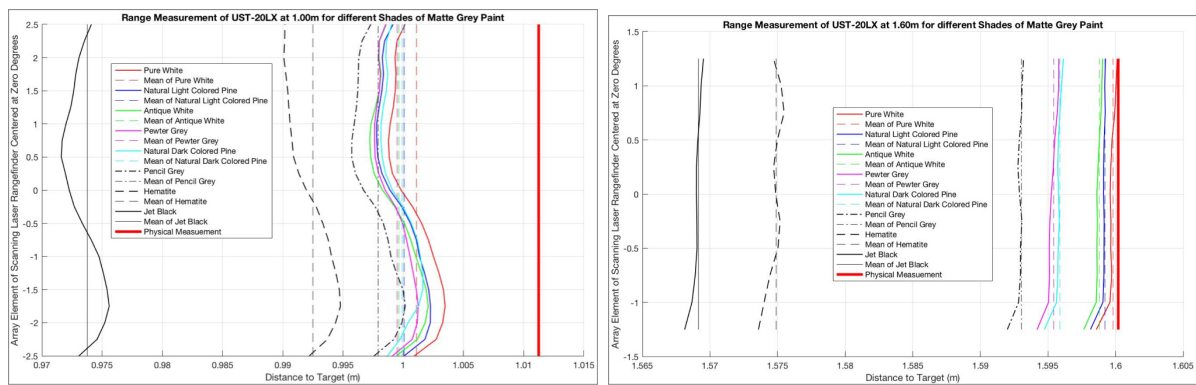 Range Measurement of UST-20LX at 1.00m for different Shades of Matte Grey Paint
Array Element of Scanning Laser Rangefinder Centered at Zero Degrees
2.5
2
1.5
1
0.5
0
-0.5
-1
-1.5
-2
-2.5
Pure White
Mean of Pure White
Natural Light Colored Pine
Mean of Natural Light Colored Pine
Antique White
Mean of Antique White
Pewter Grey
Mean of Pewter Grey
Natural Dark Colored Pine
Mean of Natural Dark Colored Pine
Pencil Grey
Mean of Pencil Grey
Hematite
Mean of Hematite
Jet Black
Mean of Jet Black
Physical Measuement
0.97 0.975 0.98 0.985 0.99 0.995 1 1.005 1.01 1.015
Distance to Target (m)
Range Measurement of UST-20LX at 1.60m for different Shades of Matte Grey Paint
Array Element of Scanning Laser Rangefinder Centered at Zero Degrees
1.5
1
0.5
0
-0.5
-1
-1.5
Pure White
Mean of Pure White
Natural Light Colored Pine
Mean of Natural Light Colored Pine
Antique White
Mean of Antique White
Pewter Grey
Mean of Pewter Grey
Natural Dark Colored Pine
Mean of Natural Dark Colored Pine
Pencil Grey
Mean of Pencil Grey
Hematite
Mean of Hematite
Jet Black
Mean of Jet Black
Physical Measuement
1.565 1.57 1.575 1.58 1.585 1.59 1.595 1.6 1.605
Distance to Target (m)